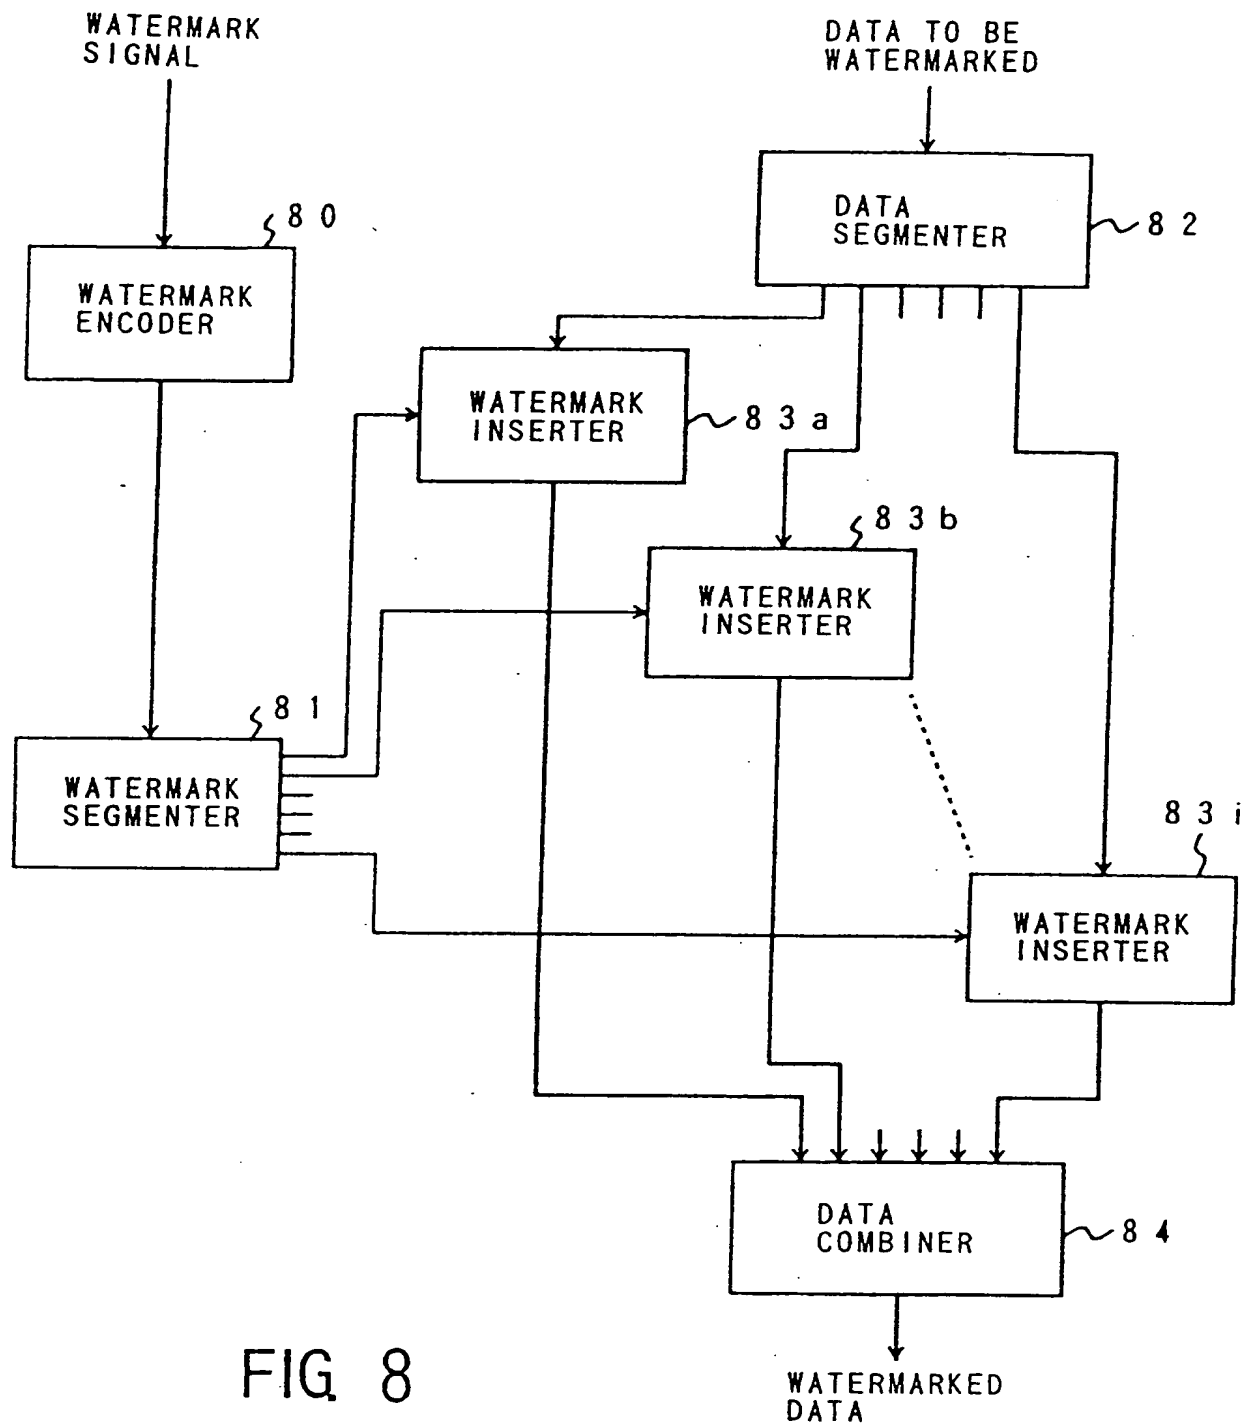 WATERMARK
SIGNAL
DATA TO BE
WATERMARKED
80
WATERMARK
ENCODER
DATA
SEGMENTER
82
WATERMARK
INSERTER
83a
83b
WATERMARK
INSERTER
81
WATERMARK
SEGMENTER
83i
WATERMARK
INSERTER
DATA
COMBINER
84
FIG. 8
WATERMARKED
DATA